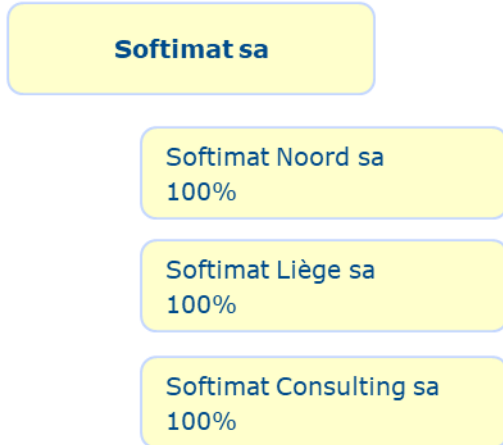 Softimat sa
Softimat Noord sa
100%
Softimat Liège sa
100%
Softimat Consulting sa
100%